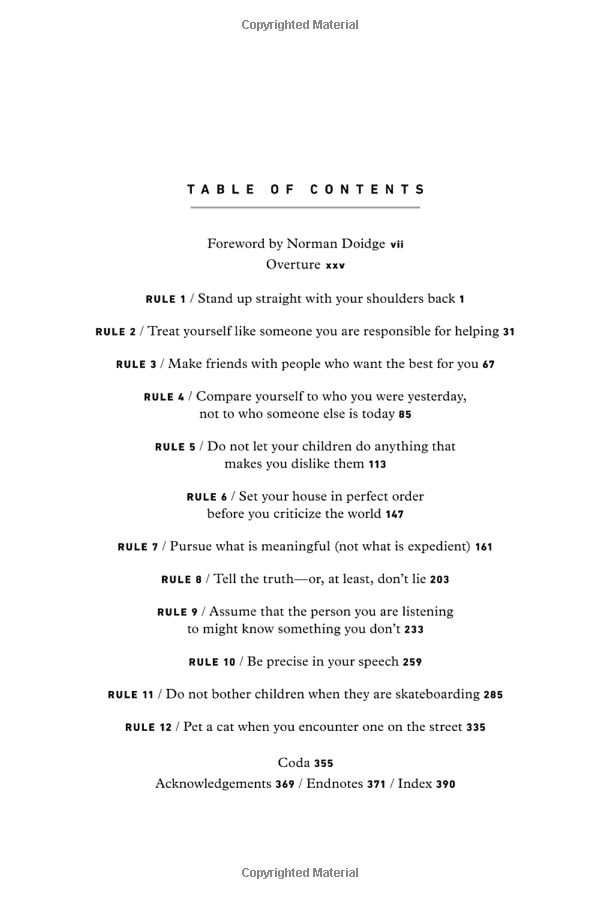 Copyrighted Material
TABLE OF CONTENTS
Foreword by Norman Doidge vii
Overture xxv
RULE 1 / Stand up straight with your shoulders back 1
RULE 2 / Treat yourself like someone you are responsible for helping 31
RULE 3 / Make friends with people who want the best for you 67
RULE 4 / Compare yourself to who you were yesterday,
not to who someone else is today 85
RULE 5 / Do not let your children do anything that
makes you dislike them 113
RULE 6 / Set your house in perfect order
before you criticize the world 147
RULE 7 / Pursue what is meaningful (not what is expedient) 161
RULE 8 / Tell the truth—or, at least, don't lie 203
RULE 9 / Assume that the person you are listening
to might know something you don't 233
RULE 10 / Be precise in your speech 259
RULE 11 / Do not bother children when they are skateboarding 285
RULE 12 / Pet a cat when you encounter one on the street 335
Coda 355
Acknowledgements 369 / Endnotes 371 / Index 390
Copyrighted Material